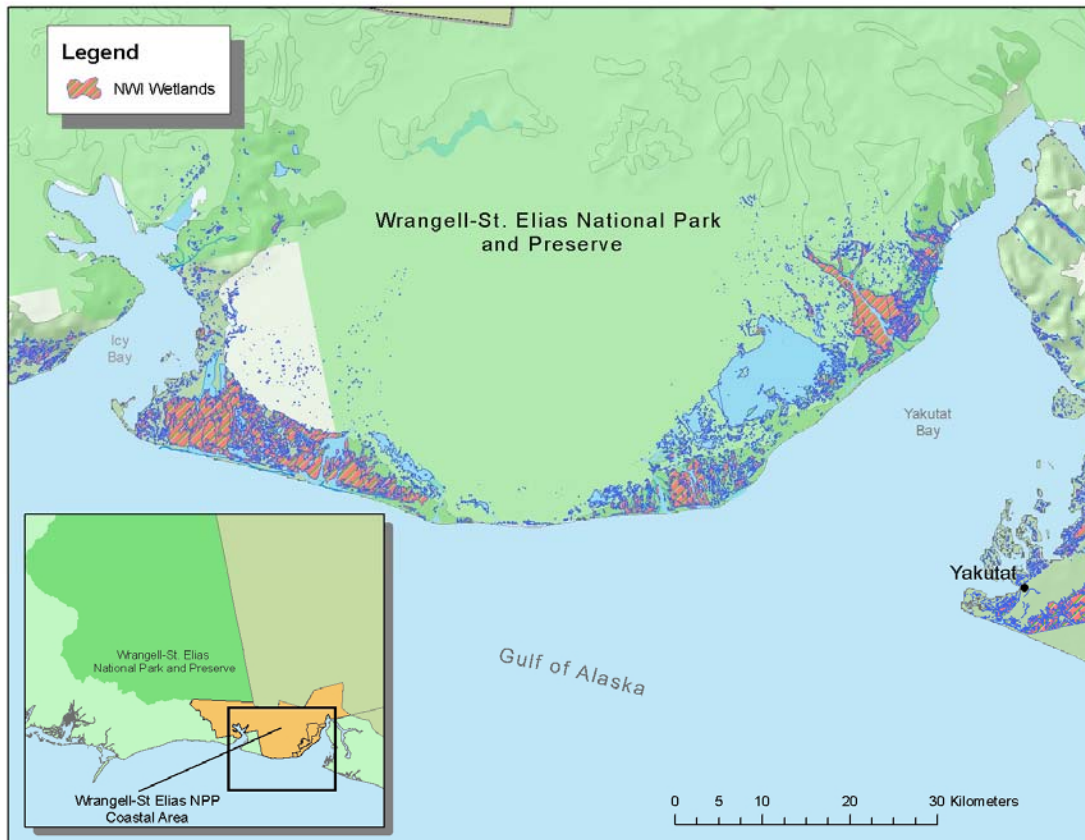 Legend
NWI Wetlands
Wrangell-St. Elias National Park
and Preserve
Icy
Bay
Yakutat
Bay
Yakutat
Gulf of Alaska
Wrangell-St. Elias
National Park and Preserve
Wrangell-St Elias NPP
Coastal Area
0 5 10 20 30 Kilometers